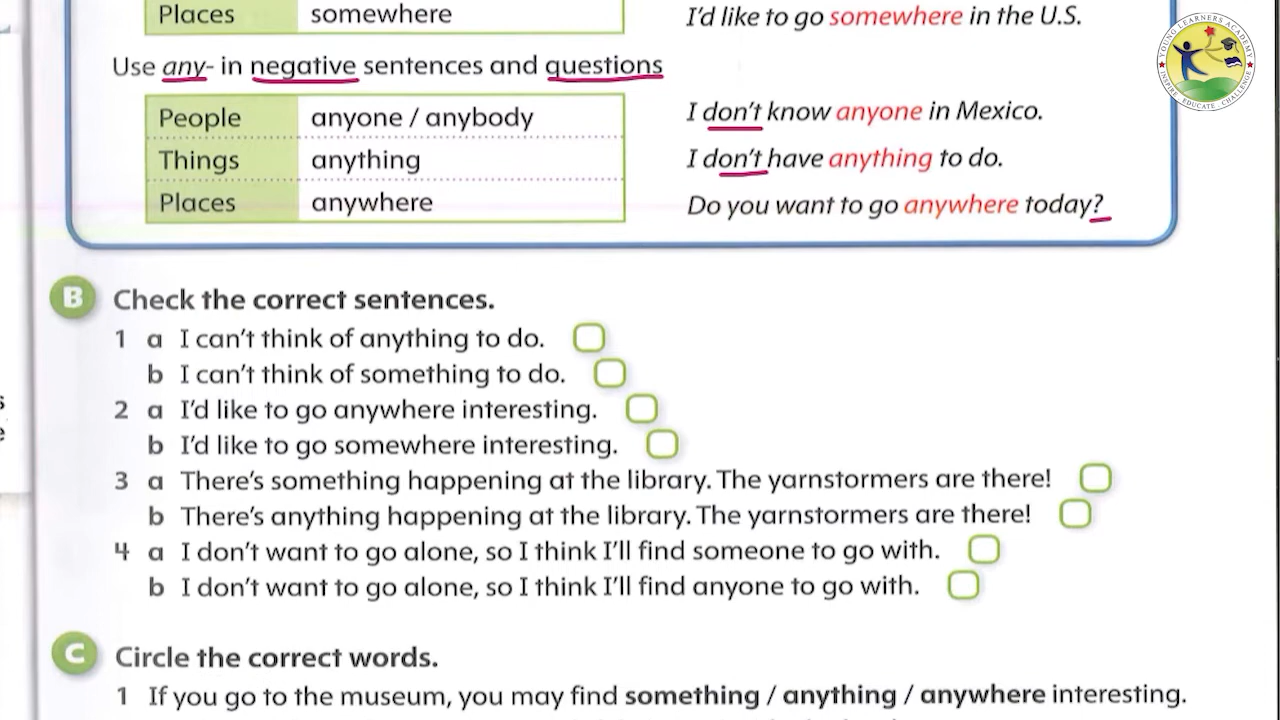 Places somewhere I'd like to go somewhere in the U.S.
Use any- in negative sentences and questions
People anyone / anybody I don't know anyone in Mexico.
Things anything I don't have anything to do.
Places anywhere Do you want to go anywhere today?
B Check the correct sentences.
1 a I can't think of anything to do.
b I can't think of something to do.
2 a I'd like to go anywhere interesting.
b I'd like to go somewhere interesting.
3 a There's something happening at the library. The yarnstormers are there!
b There's anything happening at the library. The yarnstormers are there!
4 a I don't want to go alone, so I think I'll find someone to go with.
b I don't want to go alone, so I think I'll find anyone to go with.
C Circle the correct words.
1 If you go to the museum, you may find something / anything / anywhere interesting.
YOUNG LEARNERS ACADEMY
INSPIRE · EDUCATE · CHALLENGE